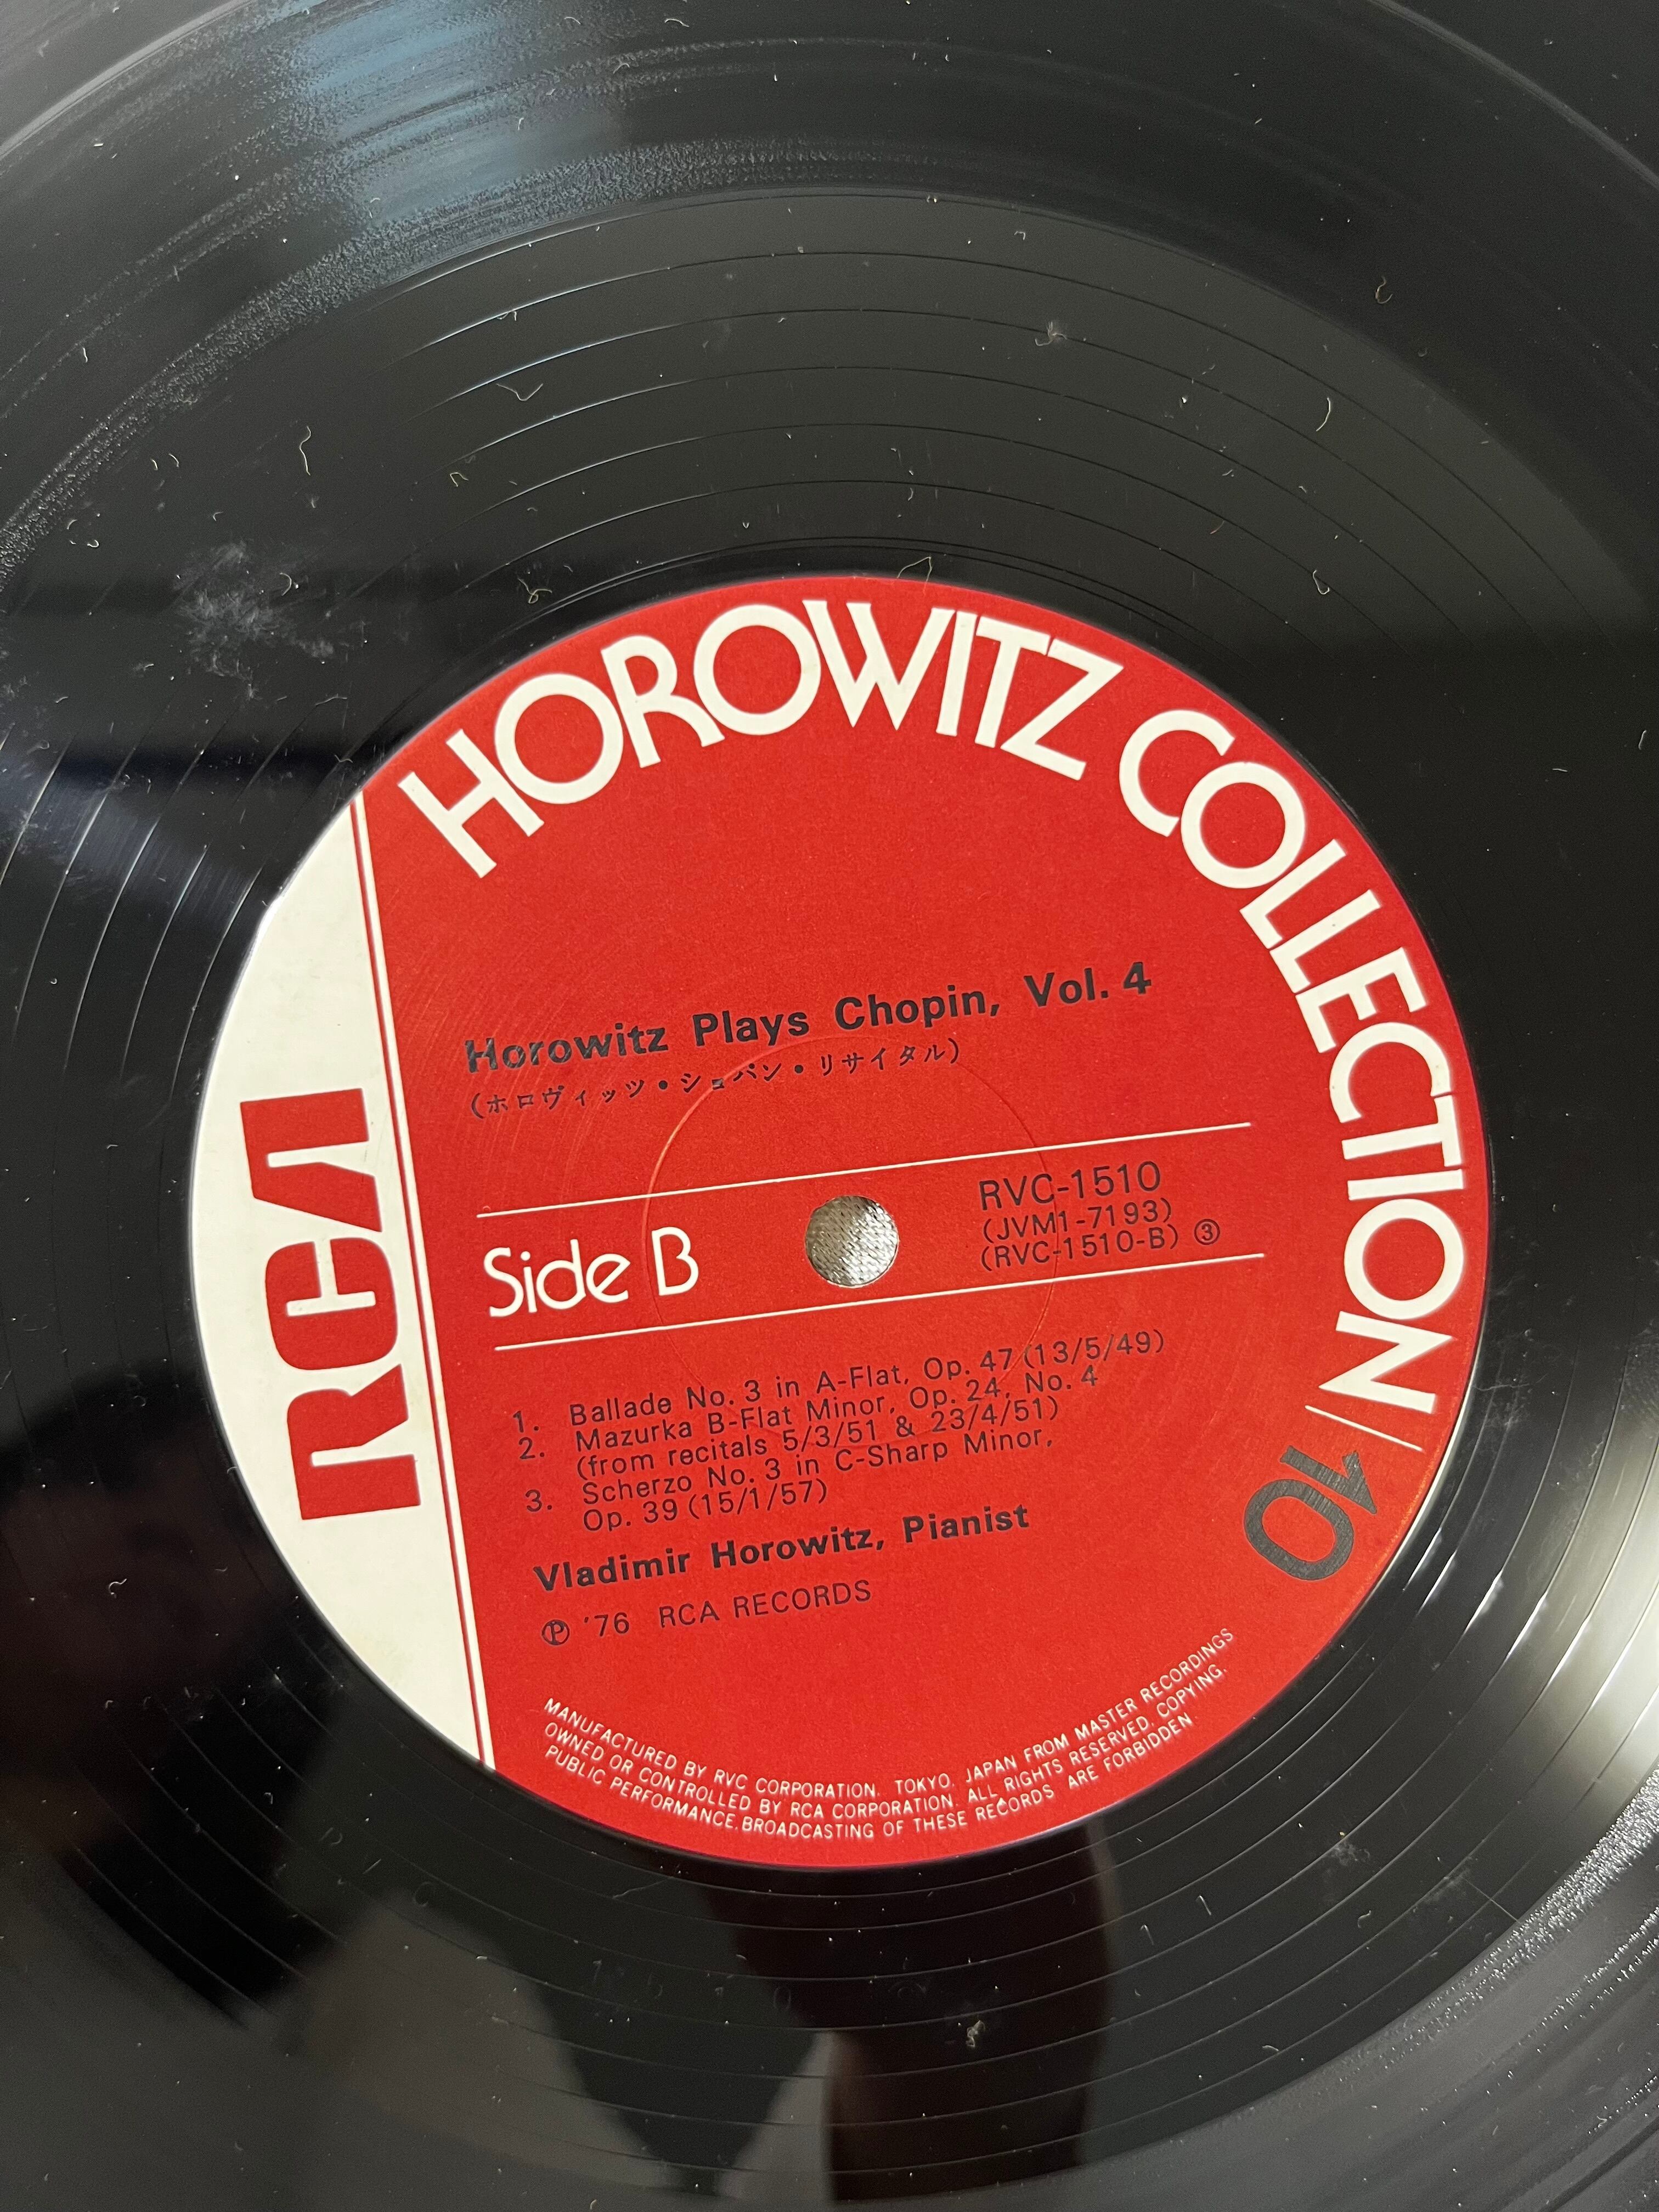 HOROWITZ COLLECTION/10
RCA
Horowitz Plays Chopin, Vol. 4
(ホロヴィッツ・ショパン・リサイタル)
Side B
RVC-1510
(JVM1-7193)
(RVC-1510-B) ③
1. Ballade No. 3 in A-Flat, Op. 47 (13/5/49)
2. Mazurka B-Flat Minor, Op. 24, No. 4
(from recitals 5/3/51 & 23/4/51)
3. Scherzo No. 3 in C-Sharp Minor,
Op. 39 (15/1/57)
Vladimir Horowitz, Pianist
Ⓟ '76 RCA RECORDS
MANUFACTURED BY RVC CORPORATION. TOKYO. JAPAN FROM MASTER RECORDINGS
OWNED OR CONTROLLED BY RCA CORPORATION. ALL RIGHTS RESERVED. COPYING.
PUBLIC PERFORMANCE. BROADCASTING OF THESE RECORDS ARE FORBIDDEN